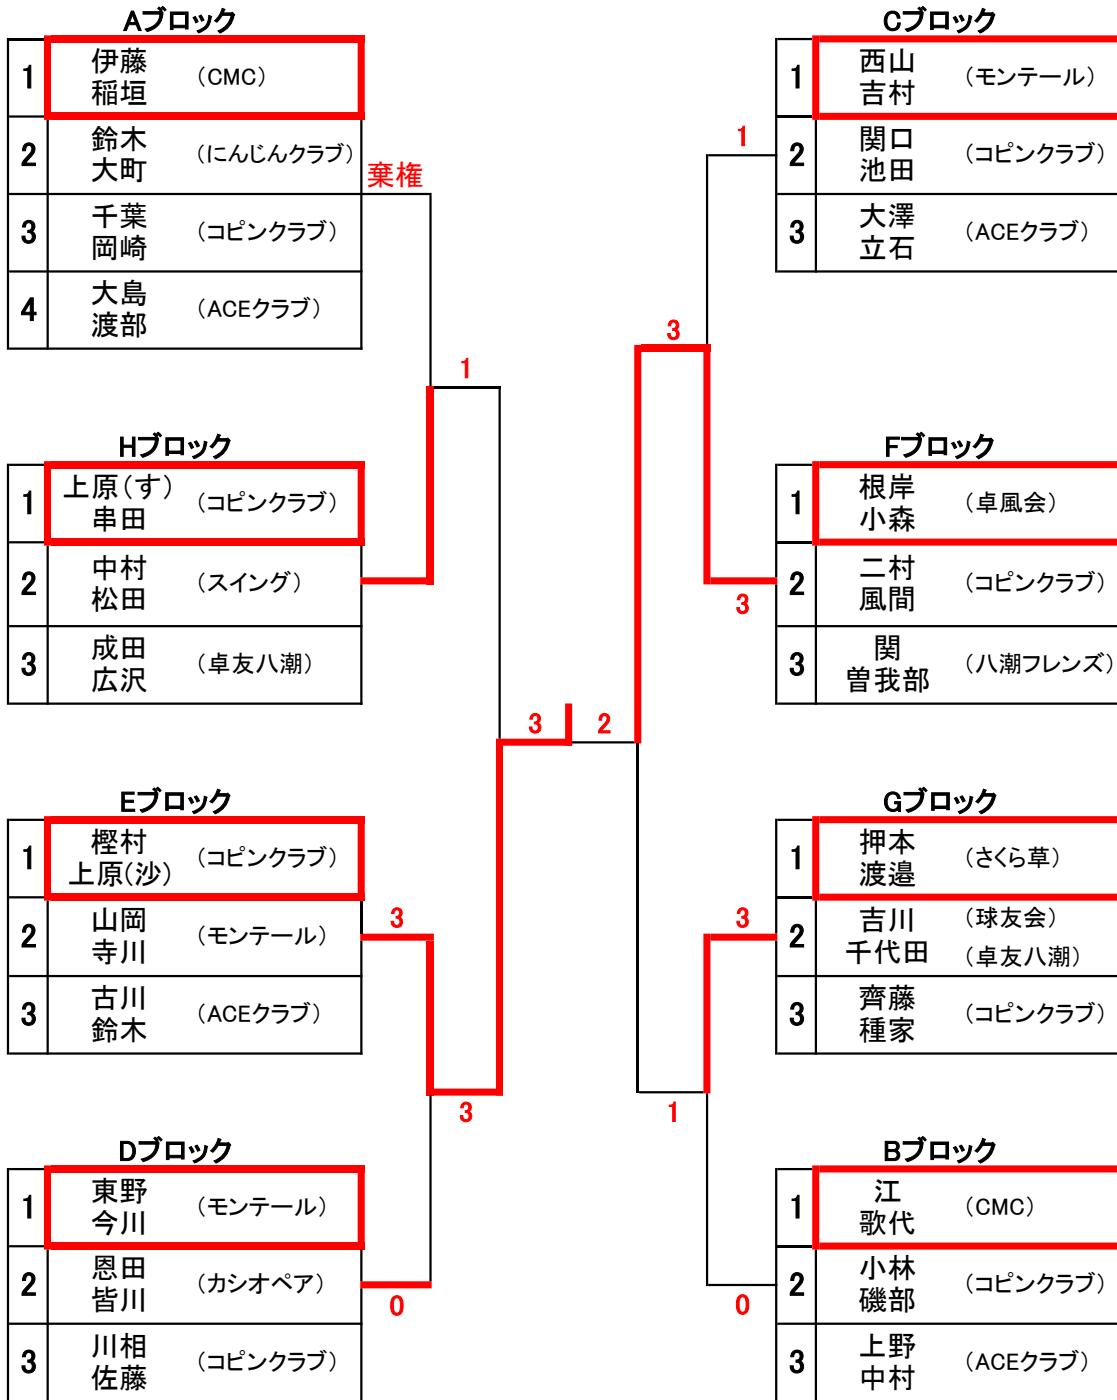 Aブロック
1 伊藤 稲垣 （CMC）
2 鈴木 大町 （にんじんクラブ）
棄権
3 千葉 岡崎 （コピンクラブ）
4 大島 渡部 （ACEクラブ）
1
Hブロック
1 上原（す） 串田 （コピンクラブ）
2 中村 松田 （スイング）
3 成田 広沢 （卓友八潮）
3
Eブロック
1 樫村 上原(沙) （コピンクラブ）
2 山岡 寺川 （モンテール）
3
3 古川 鈴木 （ACEクラブ）
3
Dブロック
1 東野 今川 （モンテール）
2 恩田 皆川 （カシオペア）
0
3 川相 佐藤 （コピンクラブ）
Cブロック
1 西山 吉村 （モンテール）
1
2 関口 池田 （コピンクラブ）
3 大澤 立石 （ACEクラブ）
3
Fブロック
1 根岸 小森 （卓風会）
2 二村 風間 （コピンクラブ）
3
3 関 曽我部 （八潮フレンズ）
2
Gブロック
1 押本 渡邉 （さくら草）
3
2 吉川 千代田 （球友会） （卓友八潮）
3 齊藤 種家 （コピンクラブ）
1
Bブロック
1 江 歌代 （CMC）
2 小林 磯部 （コピンクラブ）
0
3 上野 中村 （ACEクラブ）